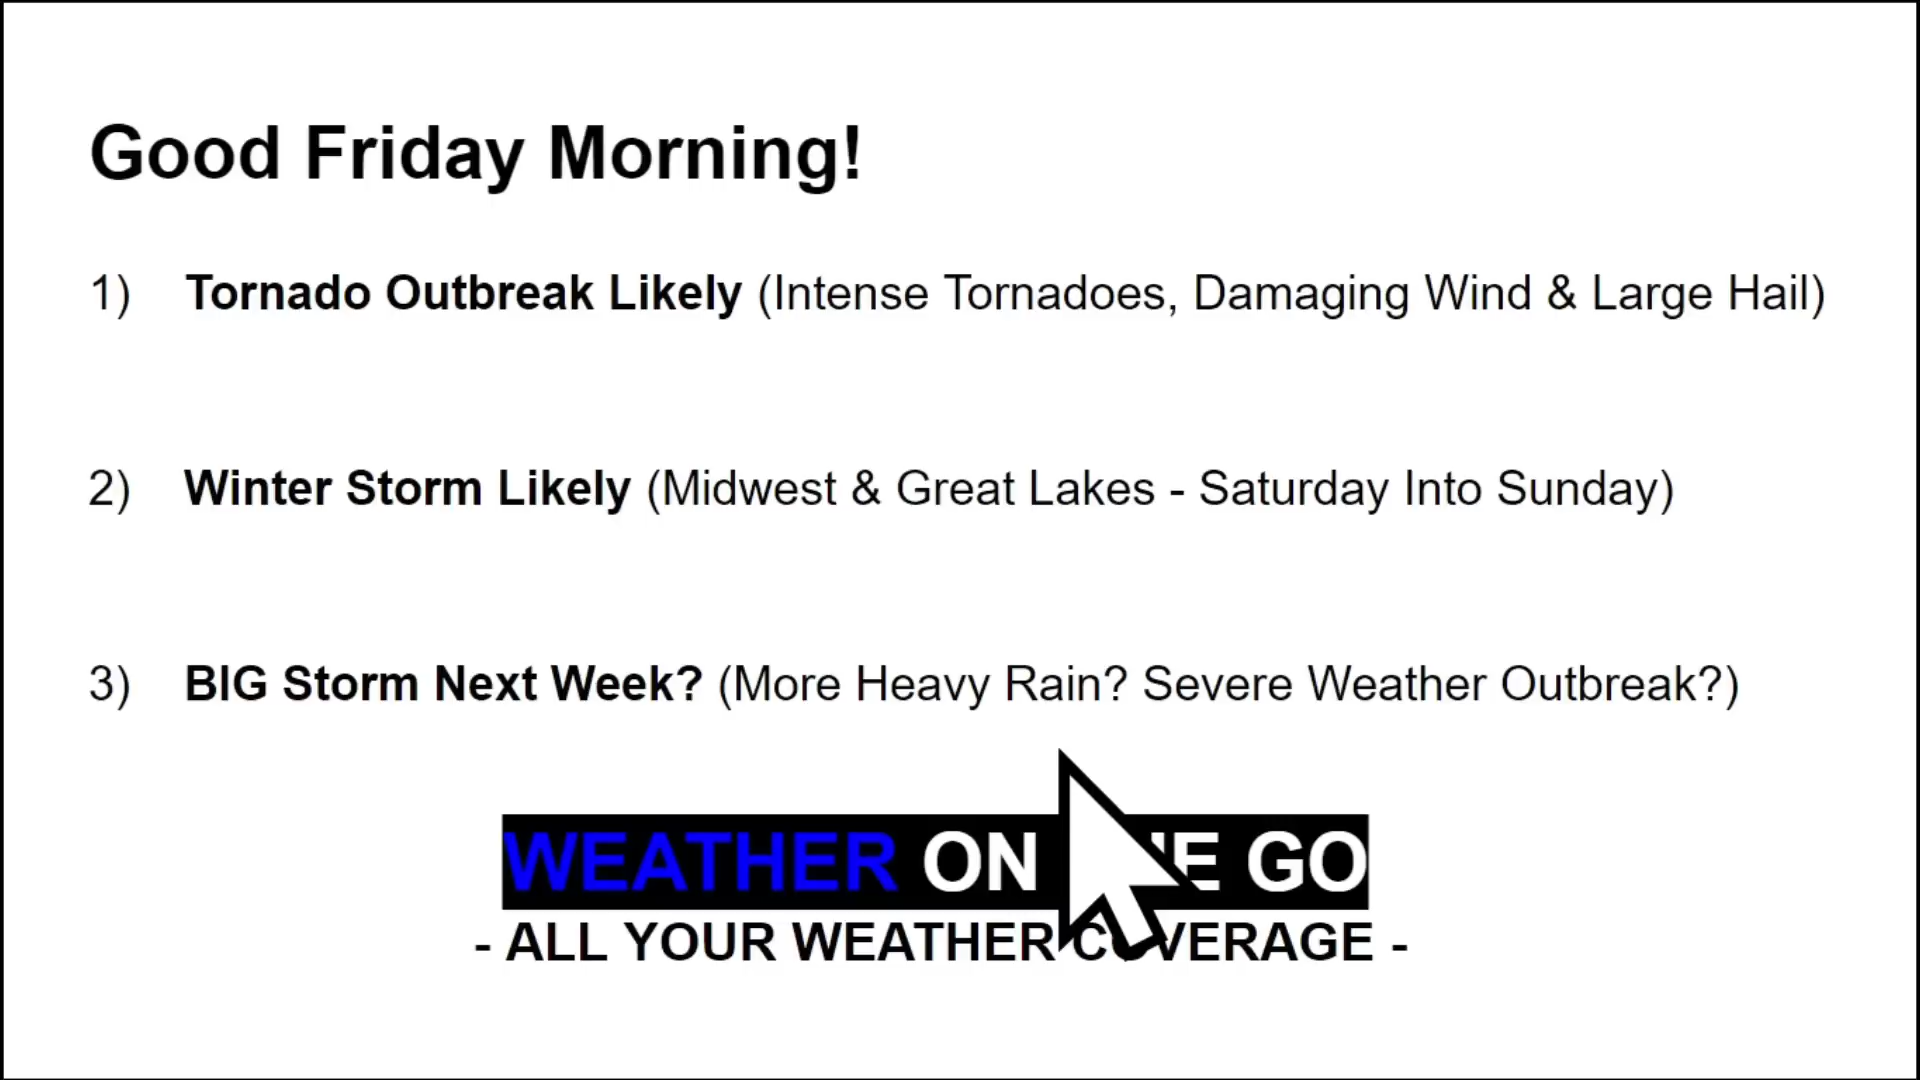 Good Friday Morning!
1) Tornado Outbreak Likely (Intense Tornadoes, Damaging Wind & Large Hail)
2) Winter Storm Likely (Midwest & Great Lakes - Saturday Into Sunday)
3) BIG Storm Next Week? (More Heavy Rain? Severe Weather Outbreak?)
WEATHER ON THE GO
- ALL YOUR WEATHER COVERAGE -